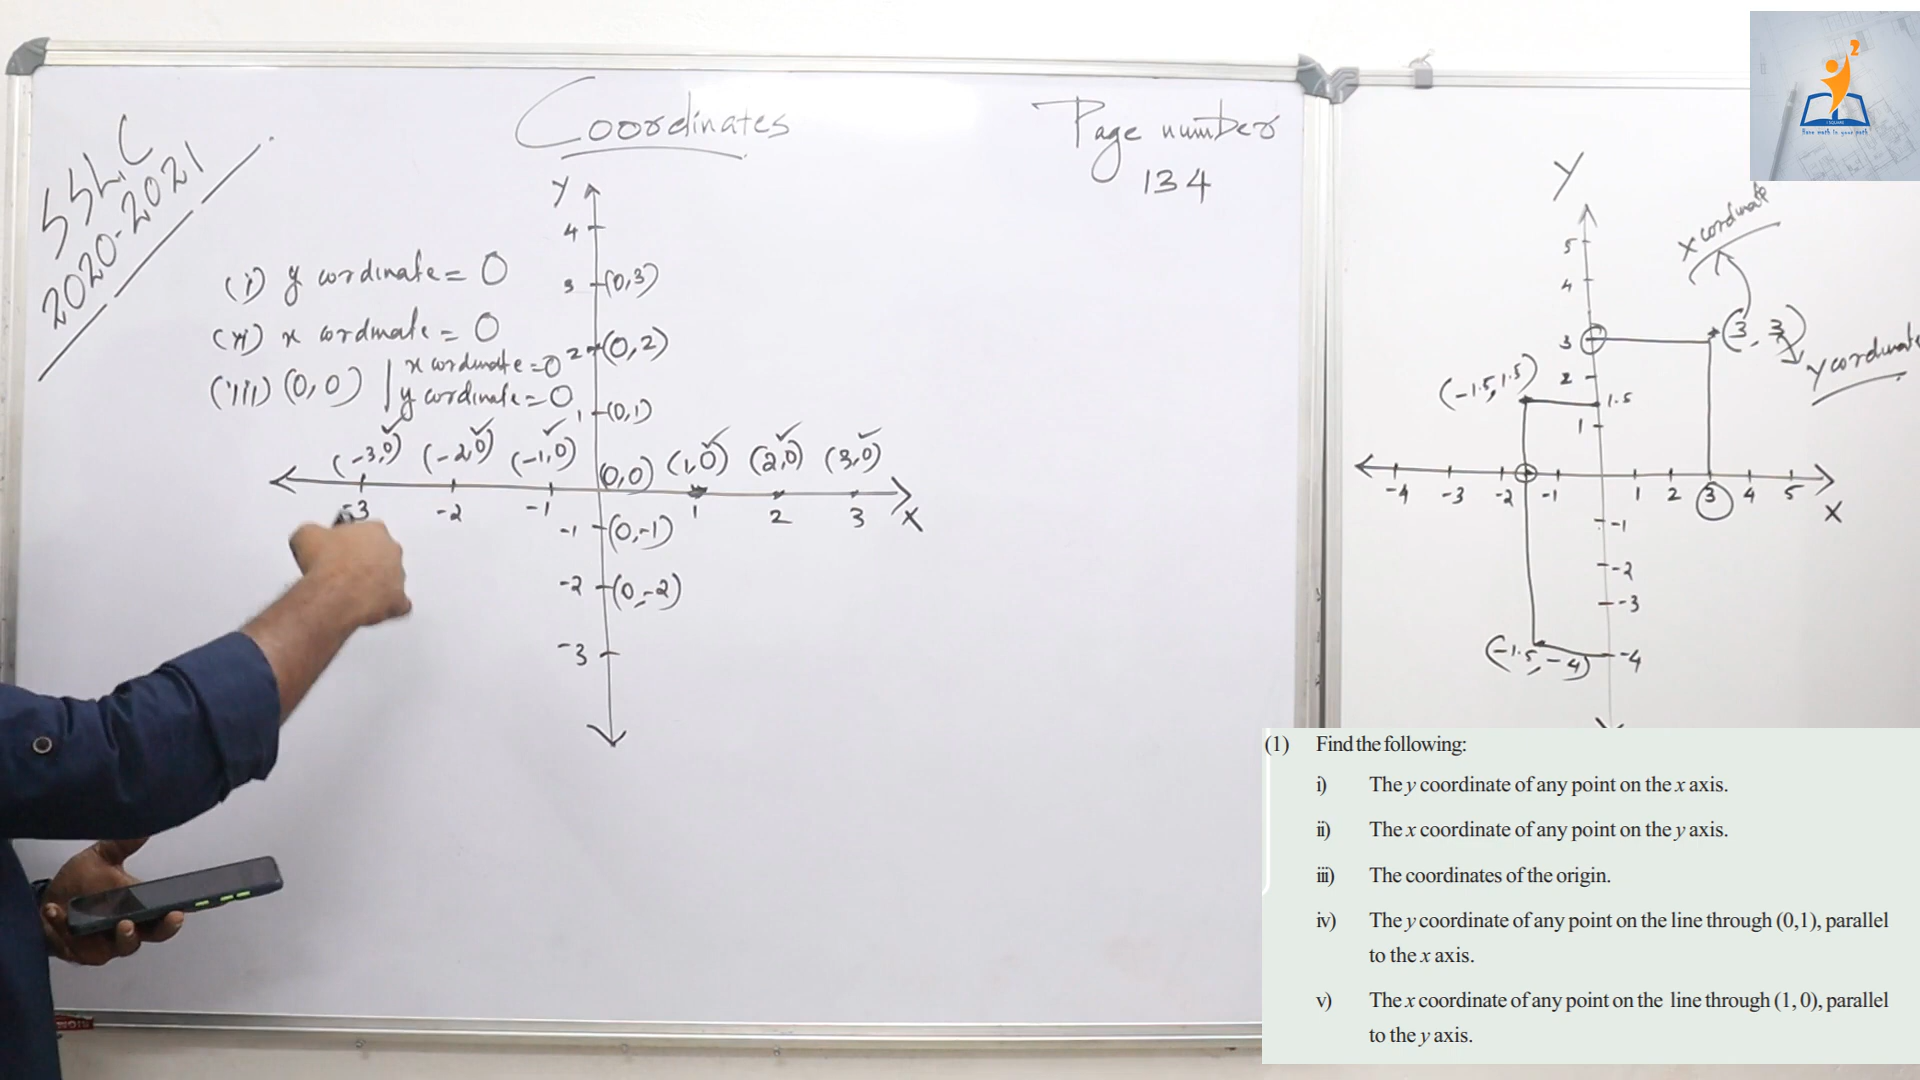 SSLC
2020-2021
Coordinates
Page number
134
(i) y cordinate = 0
(ii) x cordinate = 0
(iii) (0,0) | x cordinate = 0
y cordinate = 0
Y
4
3 (0,3)
2 (0,2)
1 (0,1)
(-3,0) (-2,0) (-1,0) (0,0) (1,0) (2,0) (3,0)
-3 -2 -1 1 2 3 X
-1 (0,-1)
-2 (0,-2)
-3
Y
5
4
3
2
1
1.5
x cordinate
(3, 3)
Y cordinate
(-1.5, 1.5)
-4 -3 -2 -1 1 2 3 4 5
X
-1
-2
-3
-4
(-1.5, -4)
2
I SQUARE
Have math in your path
(1) Find the following:
i) The y coordinate of any point on the x axis.
ii) The x coordinate of any point on the y axis.
iii) The coordinates of the origin.
iv) The y coordinate of any point on the line through (0,1), parallel
to the x axis.
v) The x coordinate of any point on the line through (1, 0), parallel
to the y axis.